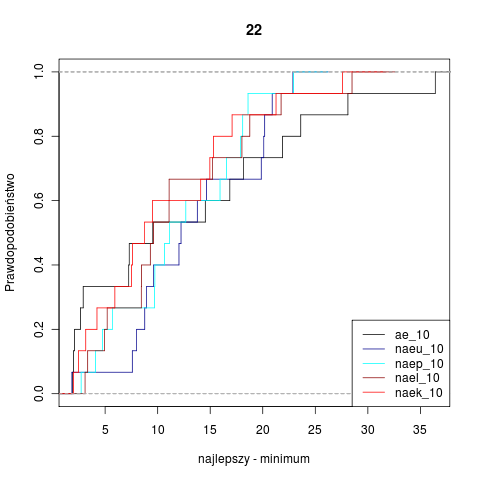 22
Prawdopodobieństwo
1.0
0.8
0.6
0.4
0.2
0.0
5 10 15 20 25 30 35
najlepszy - minimum
ae_10
naeu_10
naep_10
nael_10
naek_10